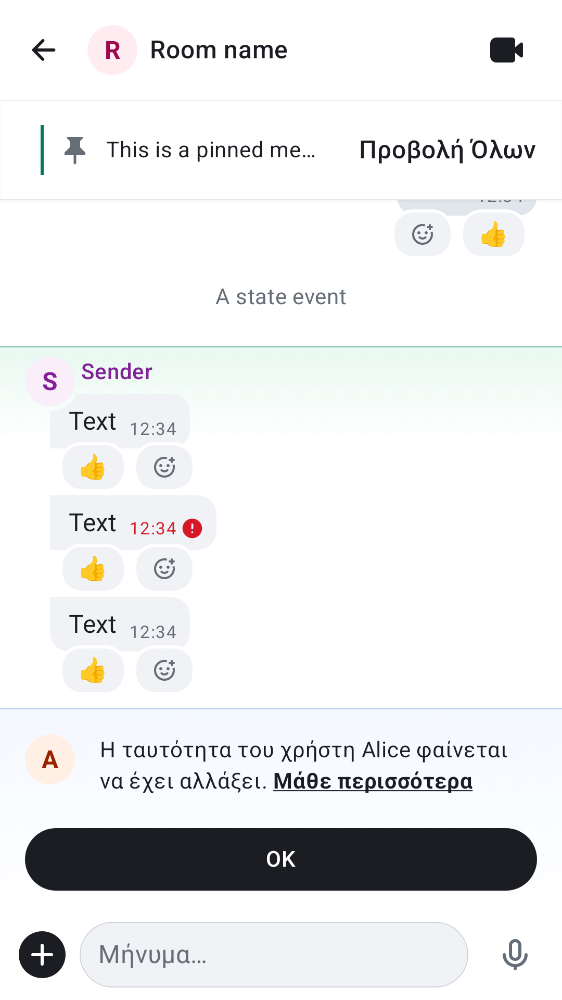 R Room name
This is a pinned me... Προβολή Όλων
A state event
S Sender
Text 12:34
Text 12:34
Text 12:34
A Η ταυτότητα του χρήστη Alice φαίνεται
να έχει αλλάξει. Μάθε περισσότερα
OK
Μήνυμα...